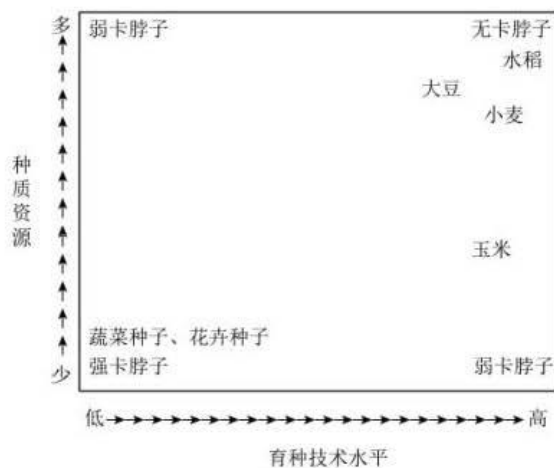 多
弱卡脖子 无卡脖子
水稻
大豆
小麦
种质资源
玉米
蔬菜种子、花卉种子
强卡脖子 弱卡脖子
少
低 高
育种技术水平